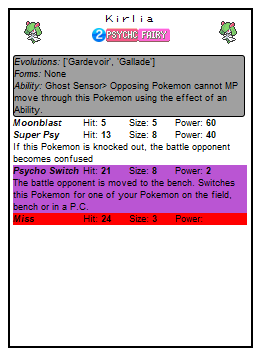 Kirlia
2 PSYCHO FAIRY
Evolutions: ['Gardevoir', 'Gallade']
Forms: None
Ability: Ghost Sensor> Opposing Pokemon cannot MP
move through this Pokemon using the effect of an
Ability.
Moonblast Hit: 5 Size: 5 Power: 60
Super Psy Hit: 13 Size: 8 Power: 40
If this Pokemon is knocked out, the battle opponent
becomes confused
Psycho Switch Hit: 21 Size: 8 Power: 2
The battle opponent is moved to the bench. Switches
this Pokemon for one of your Pokemon on the field,
bench or in a P.C.
Miss Hit: 24 Size: 3 Power: